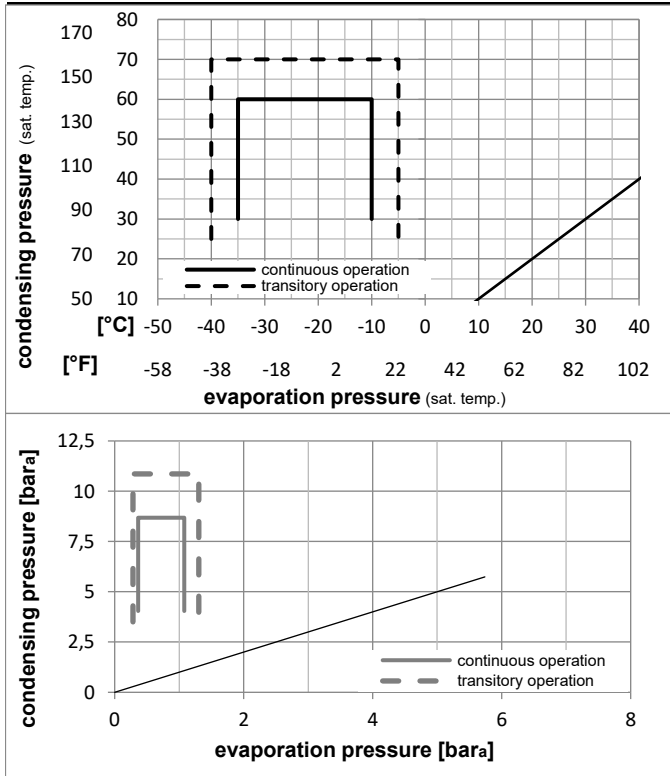 condensing pressure (sat. temp.)
170
150
130
110
90
70
50
80
70
60
50
40
30
20
10
continuous operation
transitory operation
[°C] -50 -40 -30 -20 -10 0 10 20 30 40
[°F] -58 -38 -18 2 22 42 62 82 102
evaporation pressure (sat. temp.)
condensing pressure [bara]
12,5
10
7,5
5
2,5
0
continuous operation
transitory operation
0 2 4 6 8
evaporation pressure [bara]